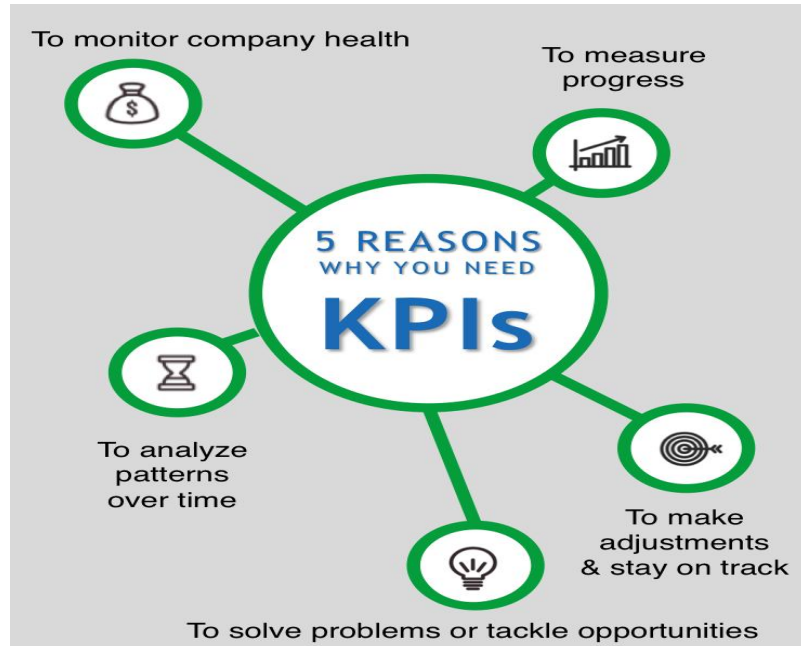 To monitor company health
To measure
progress
5 REASONS
WHY YOU NEED
KPIs
To analyze
patterns
over time
To make
adjustments
& stay on track
To solve problems or tackle opportunities
$